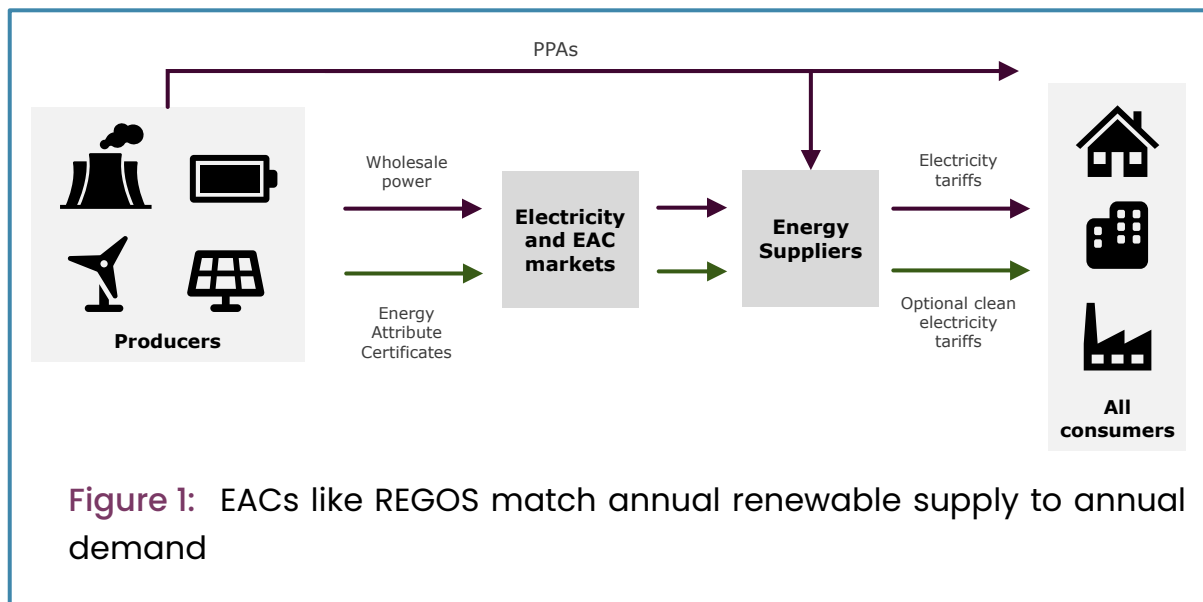 PPAs
Wholesale
power
Electricity
tariffs
Electricity
and EAC
markets
Energy
Suppliers
Energy
Attribute
Certificates
Optional clean
electricity
tariffs
Producers
All
consumers
Figure 1: EACs like REGOS match annual renewable supply to annual
demand